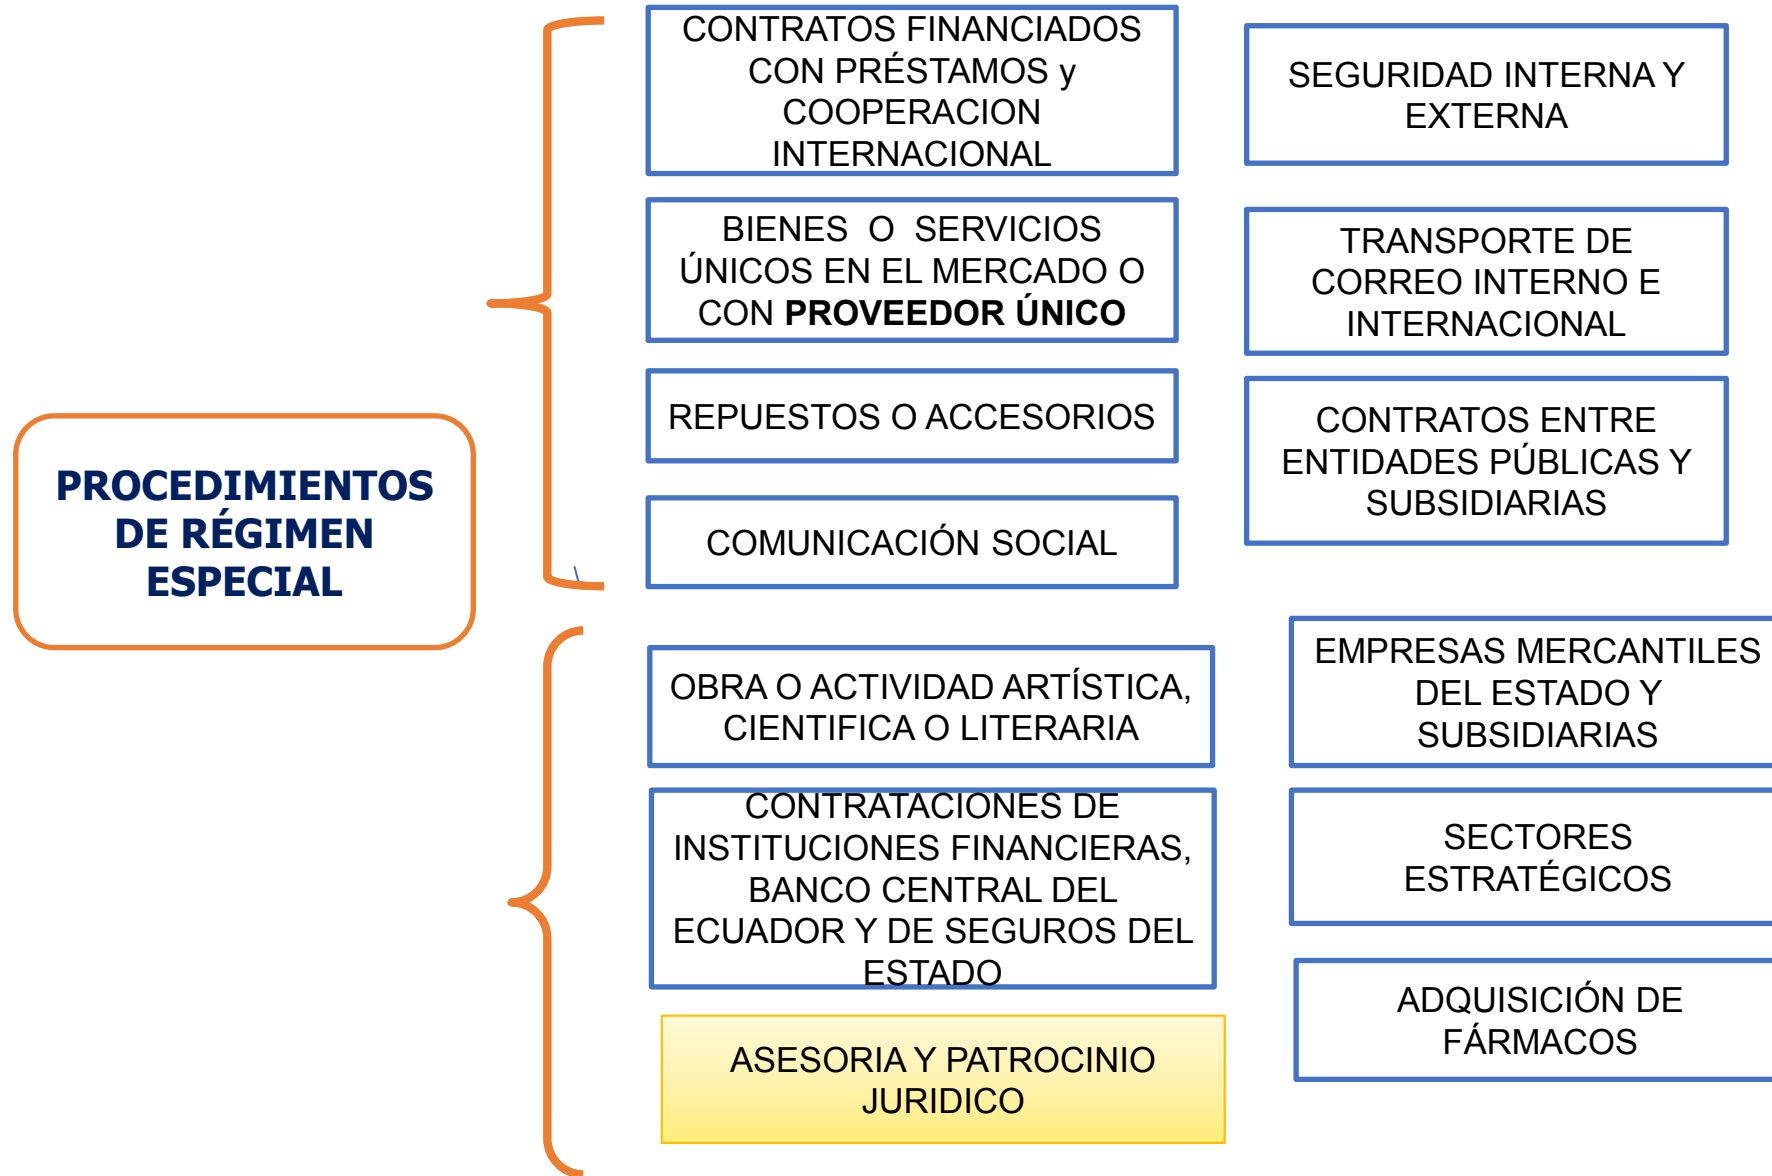 PROCEDIMIENTOS
DE RÉGIMEN
ESPECIAL
CONTRATOS FINANCIADOS
CON PRÉSTAMOS y
COOPERACION
INTERNACIONAL
BIENES O SERVICIOS
ÚNICOS EN EL MERCADO O
CON PROVEEDOR ÚNICO
REPUESTOS O ACCESORIOS
COMUNICACIÓN SOCIAL
SEGURIDAD INTERNA Y
EXTERNA
TRANSPORTE DE
CORREO INTERNO E
INTERNACIONAL
CONTRATOS ENTRE
ENTIDADES PÚBLICAS Y
SUBSIDIARIAS
OBRA O ACTIVIDAD ARTÍSTICA,
CIENTIFICA O LITERARIA
CONTRATACIONES DE
INSTITUCIONES FINANCIERAS,
BANCO CENTRAL DEL
ECUADOR Y DE SEGUROS DEL
ESTADO
ASESORIA Y PATROCINIO
JURIDICO
EMPRESAS MERCANTILES
DEL ESTADO Y
SUBSIDIARIAS
SECTORES
ESTRATÉGICOS
ADQUISICIÓN DE
FÁRMACOS